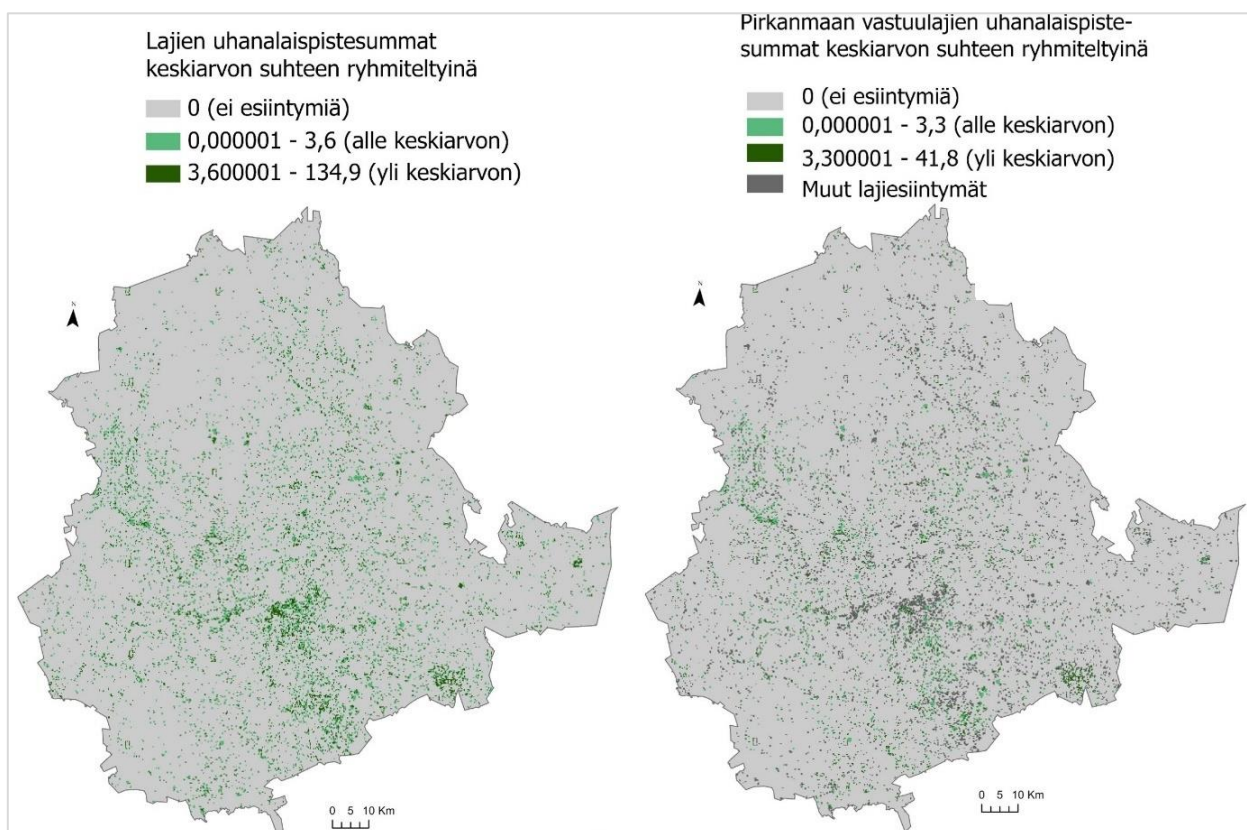 Lajien uhanalaispistesummat
keskiarvon suhteen ryhmiteltyinä
0 (ei esiintymiä)
0,000001 - 3,6 (alle keskiarvon)
3,600001 - 134,9 (yli keskiarvon)
N
0 5 10 Km
Pirkanmaan vastuulajien uhanalaispiste-
summat keskiarvon suhteen ryhmiteltyinä
0 (ei esiintymiä)
0,000001 - 3,3 (alle keskiarvon)
3,300001 - 41,8 (yli keskiarvon)
Muut lajiesiintymät
N
0 5 10 Km